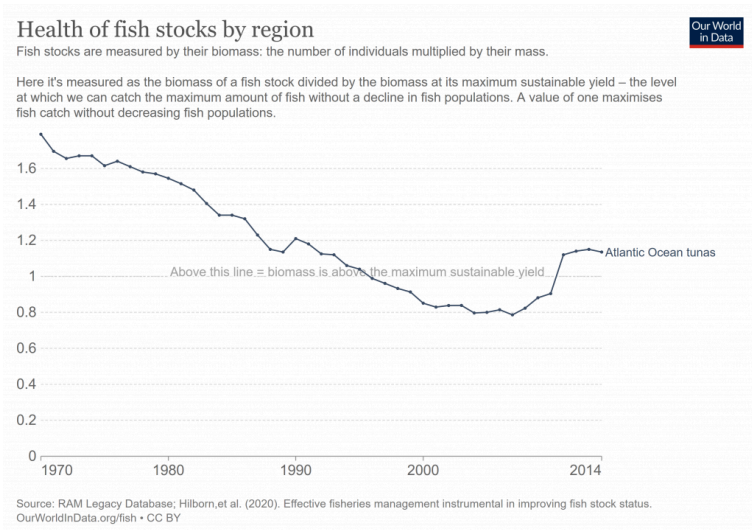 Health of fish stocks by region
Our World
in Data
Fish stocks are measured by their biomass: the number of individuals multiplied by their mass.
Here it's measured as the biomass of a fish stock divided by the biomass at its maximum sustainable yield – the level
at which we can catch the maximum amount of fish without a decline in fish populations. A value of one maximises
fish catch without decreasing fish populations.
1.6
1.4
1.2
Atlantic Ocean tunas
Above this line = biomass is above the maximum sustainable yield
1
0.8
0.6
0.4
0.2
0
1970
1980
1990
2000
2014
Source: RAM Legacy Database; Hilborn,et al. (2020). Effective fisheries management instrumental in improving fish stock status.
OurWorldInData.org/fish • CC BY